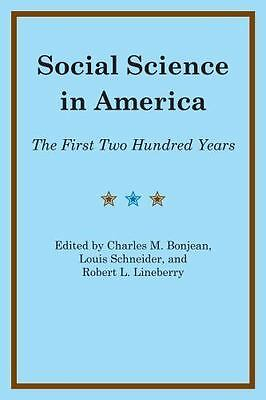 Social Science
in America
The First Two Hundred Years
Edited by Charles M. Bonjean,
Louis Schneider, and
Robert L. Lineberry